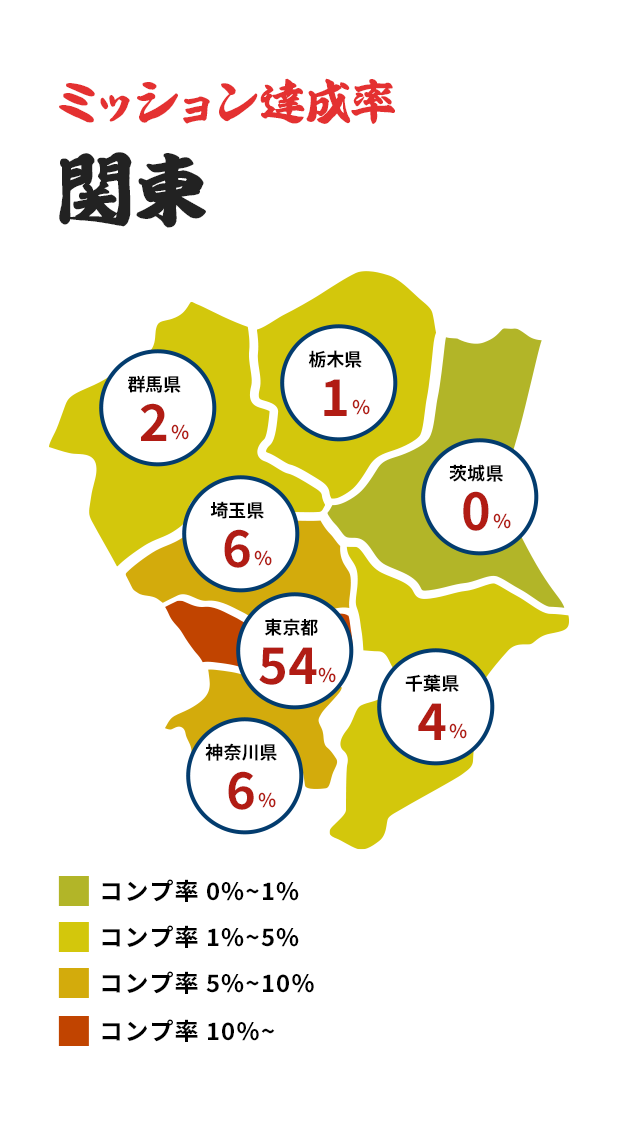 ミッション達成率
関東
栃木県
1%
群馬県
2%
茨城県
0%
埼玉県
6%
東京都
54%
千葉県
4%
神奈川県
6%
コンプ率 0%~1%
コンプ率 1%~5%
コンプ率 5%~10%
コンプ率 10%~